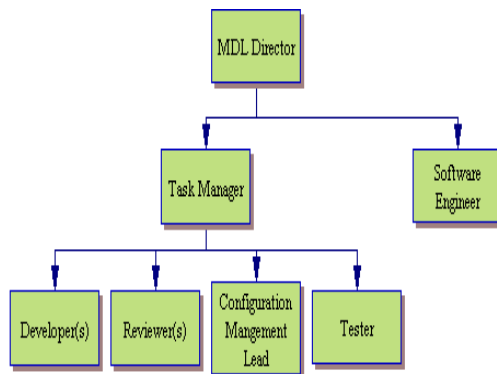 MDL Director
Task Manager
Software
Engineer
Developer(s)
Reviewer(s)
Configuration
Mangement
Lead
Tester